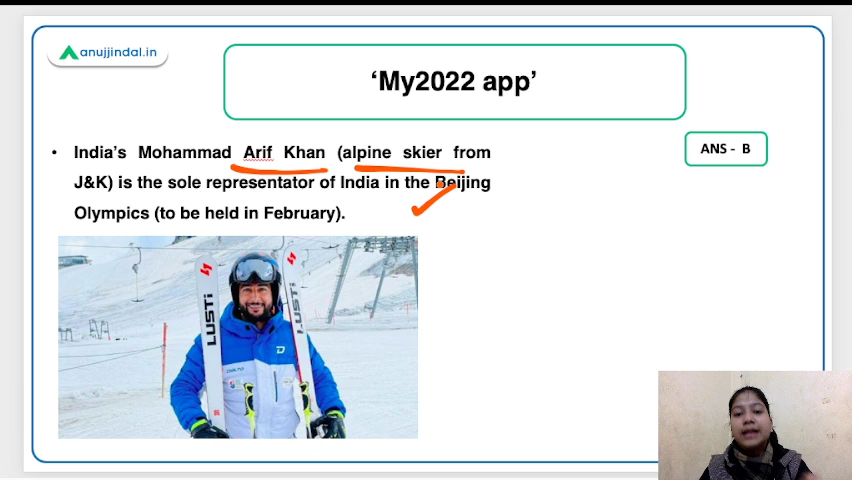 anujjindal.in
‘My2022 app’
• India’s Mohammad Arif Khan (alpine skier from
J&K) is the sole representator of India in the Beijing
Olympics (to be held in February).
ANS - B
LUSTI
LUSTI